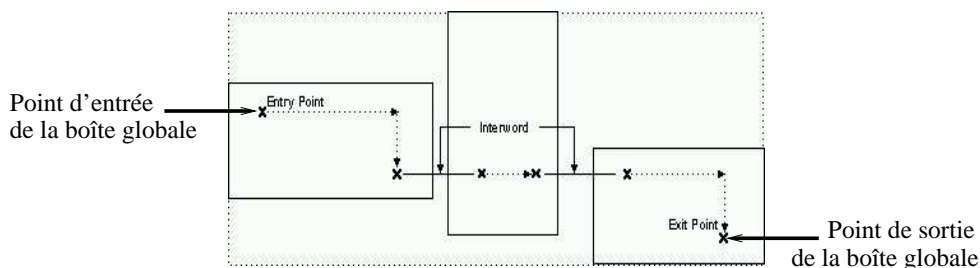 Point d'entrée
de la boîte globale
Entry Point
Interword
Exit Point
Point de sortie
de la boîte globale